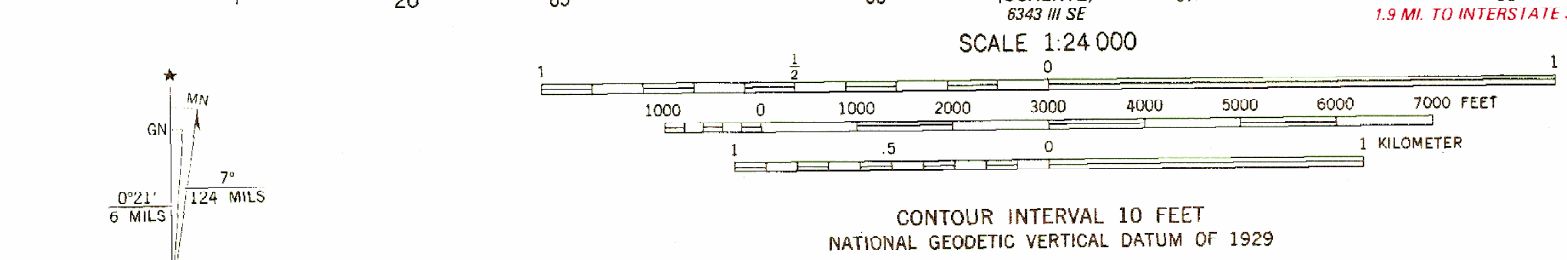 20
6343 III SE
1.9 MI. TO INTERSTATE
SCALE 1:24 000
1 1/2 0 1
1000 0 1000 2000 3000 4000 5000 6000 7000 FEET
1 .5 0 1 KILOMETER
MN
GN
7°
0°21' 124 MILS
6 MILS
CONTOUR INTERVAL 10 FEET
NATIONAL GEODETIC VERTICAL DATUM OF 1929